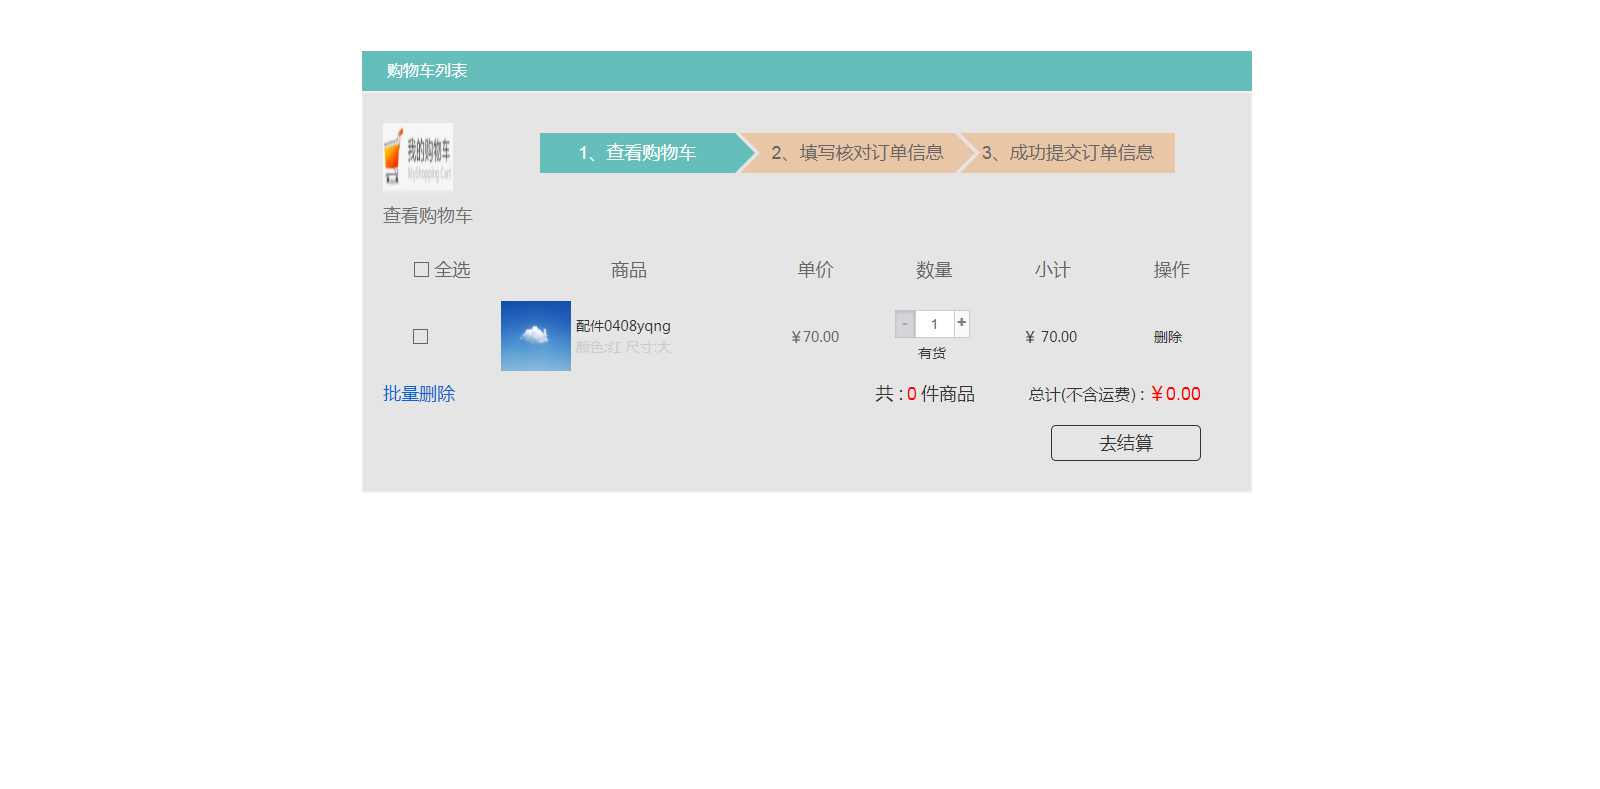 购物车列表
我的购物车
MyShopping Cart
1、查看购物车
2、填写核对订单信息
3、成功提交订单信息
查看购物车
全选 商品 单价 数量 小计 操作
配件0408yqng
颜色:红 尺寸:大
￥70.00
- 1 +
有货
￥ 70.00
删除
批量删除 共 : 0 件商品 总计(不含运费) : ￥0.00
去结算